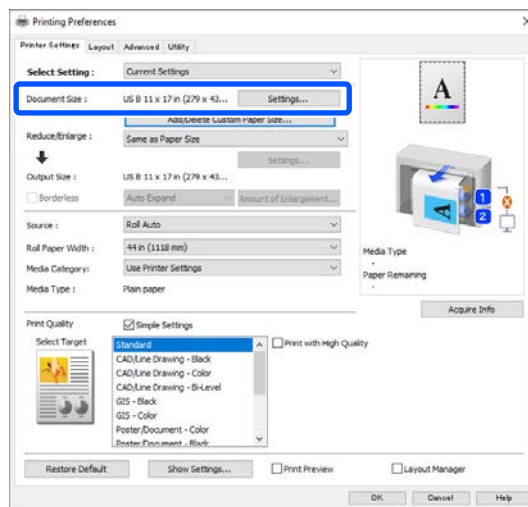 Printing Preferences
Printer Settings Layout Advanced Utility
Select Setting : Current Settings
Document Size : US B 11 x 17 in (279 x 43... Settings...
Add/Delete Custom Paper Size...
Reduce/Enlarge : Same as Paper Size
Settings...
Output Size : US B 11 x 17 in (279 x 43...
Borderless Auto Expand Amount of Enlargement...
Source : Roll Auto
Roll Paper Width : 44 in (1118 mm)
Media Category: Use Printer Settings
Media Type : Plain paper
A
A
1
2
Media Type
-
Paper Remaining
-
Acquire Info
Print Quality Simple Settings
Select Target
Standard
CAD/Line Drawing - Black
CAD/Line Drawing - Color
CAD/Line Drawing - Bi-Level
GIS - Black
GIS - Color
Poster/Document - Color
Poster/Document - Black
Print with High Quality
Restore Default Show Settings... Print Preview Layout Manager
OK Cancel Help